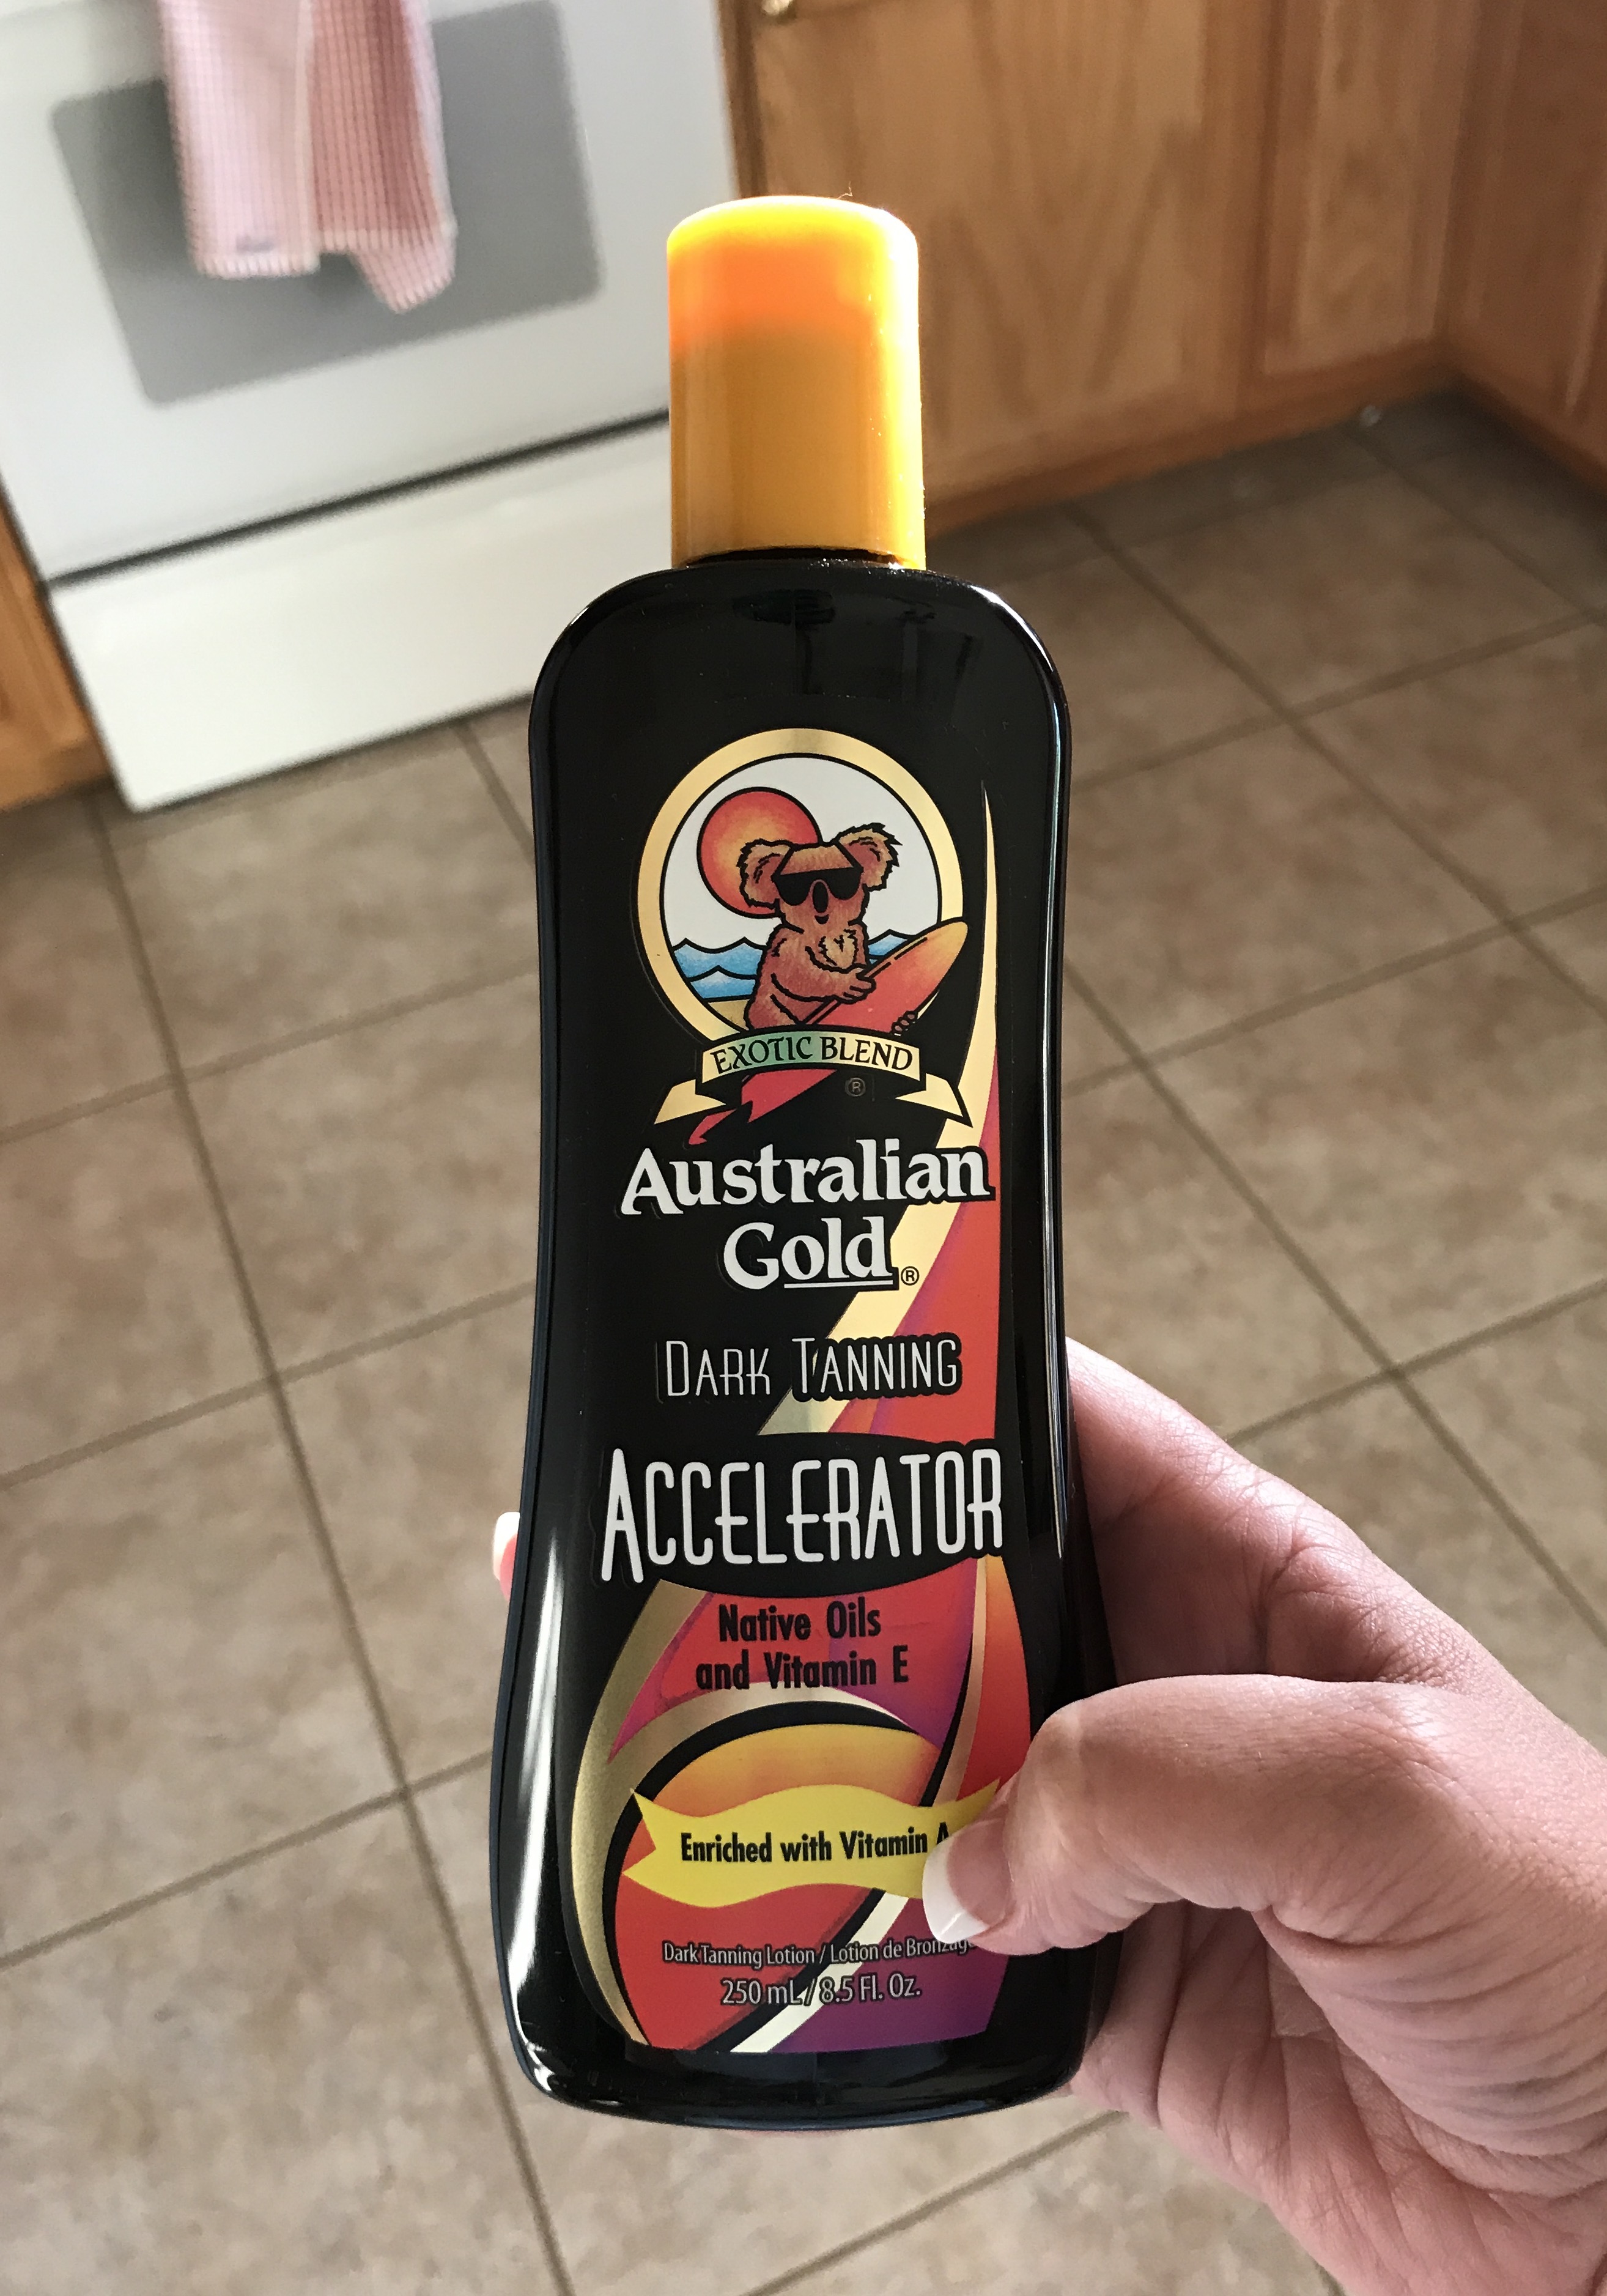 EXOTIC BLEND
®
Australian
Gold®
DARK TANNING
ACCELERATOR
Native Oils
and Vitamin E
Enriched with Vitamin A
Dark Tanning Lotion / Lotion de
250 mL / 8.5 Fl. Oz.